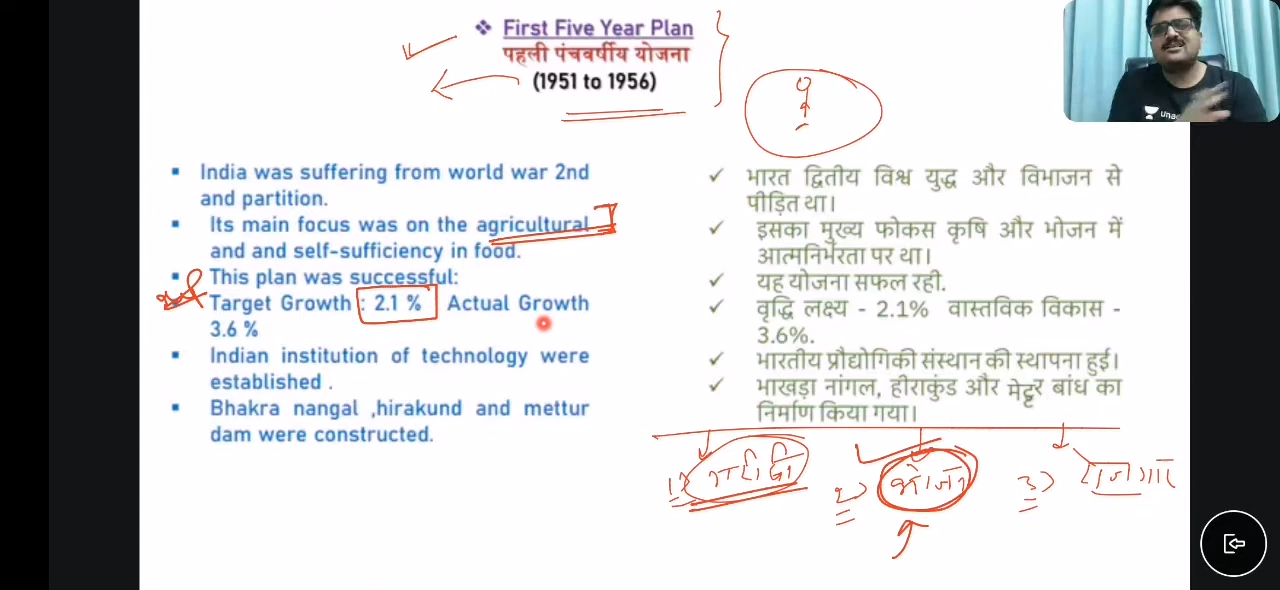 First Five Year Plan
पहली पंचवर्षीय योजना
(1951 to 1956)
India was suffering from world war 2nd
and partition.
Its main focus was on the agricultural
and and self-sufficiency in food.
This plan was successful:
Target Growth : 2.1 % Actual Growth
3.6 %
Indian institution of technology were
established .
Bhakra nangal ,hirakund and mettur
dam were constructed.
भारत द्वितीय विश्व युद्ध और विभाजन से
पीड़ित था।
इसका मुख्य फोकस कृषि और भोजन में
आत्मनिर्भरता पर था।
यह योजना सफल रही.
वृद्धि लक्ष्य - 2.1% वास्तविक विकास -
3.6%.
भारतीय प्रौद्योगिकी संस्थान की स्थापना हुई।
भाखड़ा नांगल, हीराकुंड और मेट्टूर बांध का
निर्माण किया गया।
1) 2) भोजन 3)
una